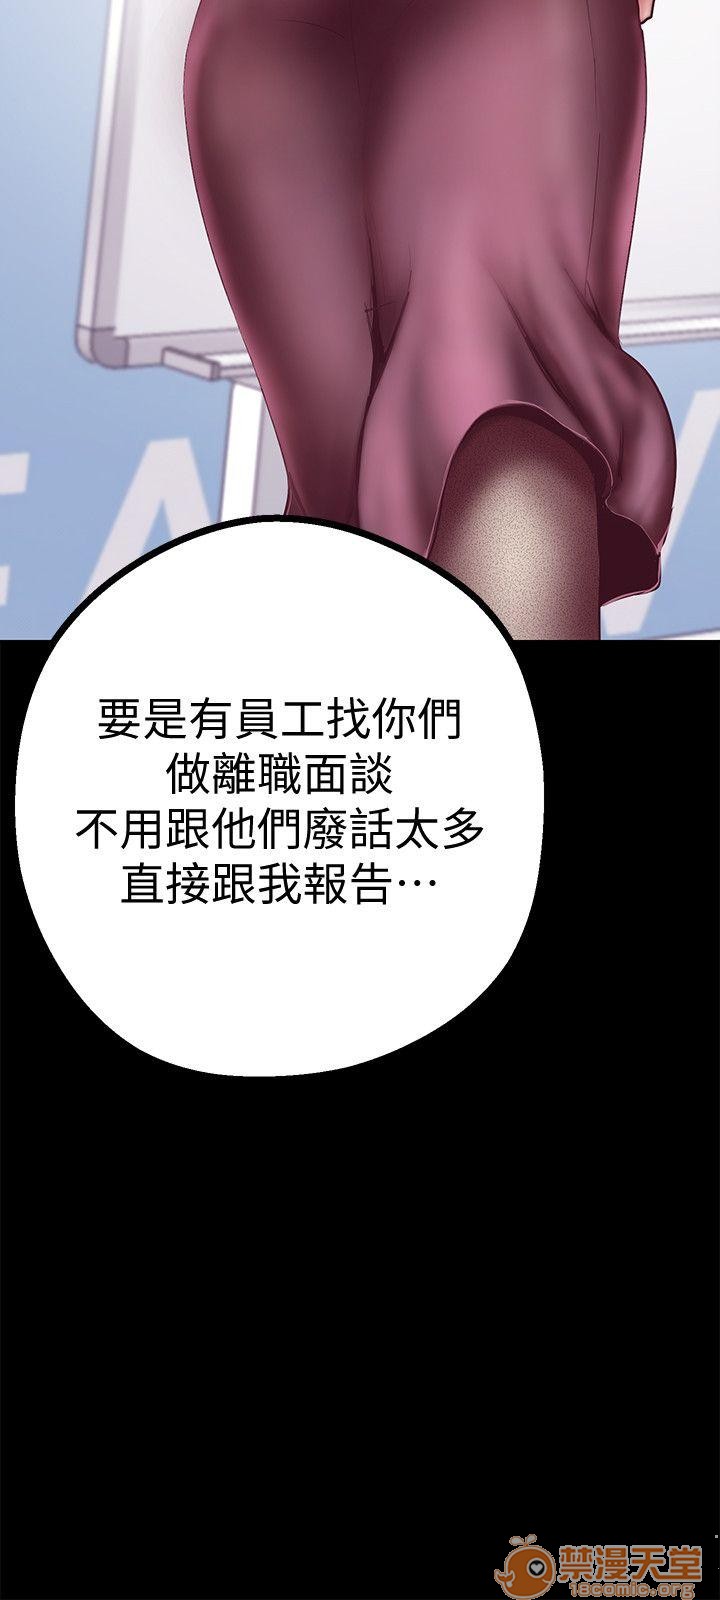 EA V
要是有員工找你們
做離職面談
不用跟他們廢話太多
直接跟我報告…
禁漫天堂
18comic.org